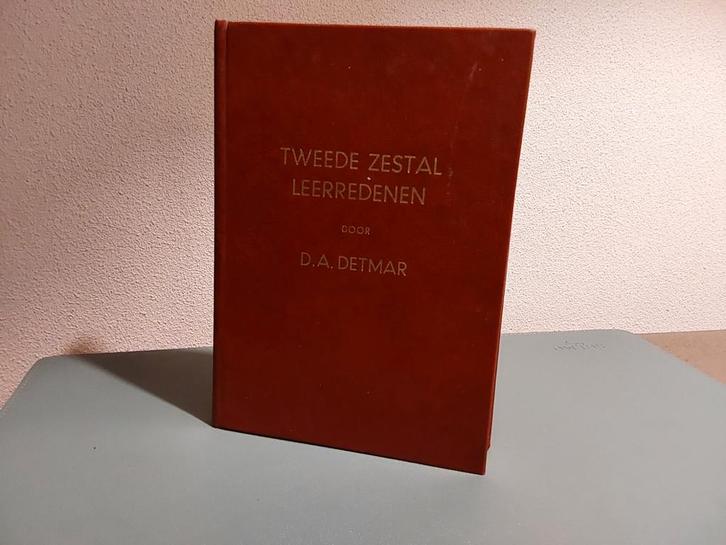 TWEEDE ZESTAL
LEERREDENEN
DOOR
D.A. DETMAR